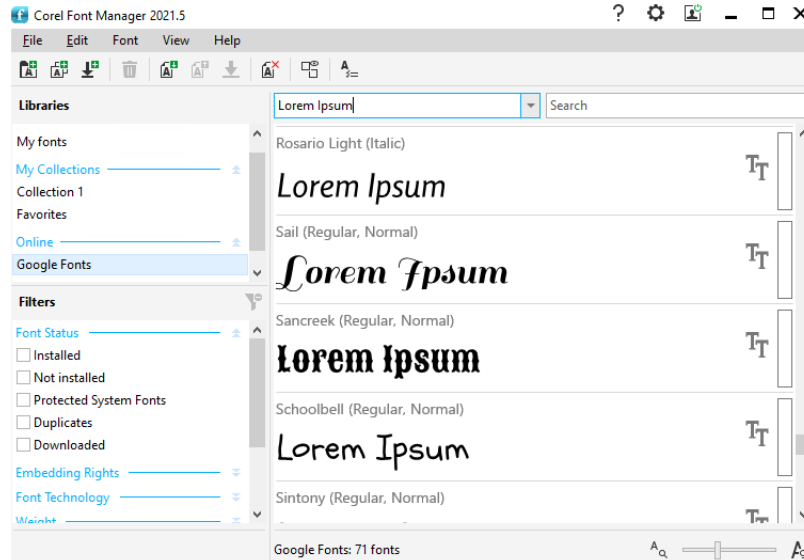 Corel Font Manager 2021.5
File Edit Font View Help
Libraries
My fonts
My Collections
Collection 1
Favorites
Online
Google Fonts
Filters
Font Status
Installed
Not installed
Protected System Fonts
Duplicates
Downloaded
Embedding Rights
Font Technology
Weight
Lorem Ipsum
Search
Rosario Light (Italic)
Lorem Ipsum
Sail (Regular, Normal)
Lorem Ipsum
Sancreek (Regular, Normal)
Lorem Ipsum
Schoolbell (Regular, Normal)
Lorem Ipsum
Sintony (Regular, Normal)
Google Fonts: 71 fonts